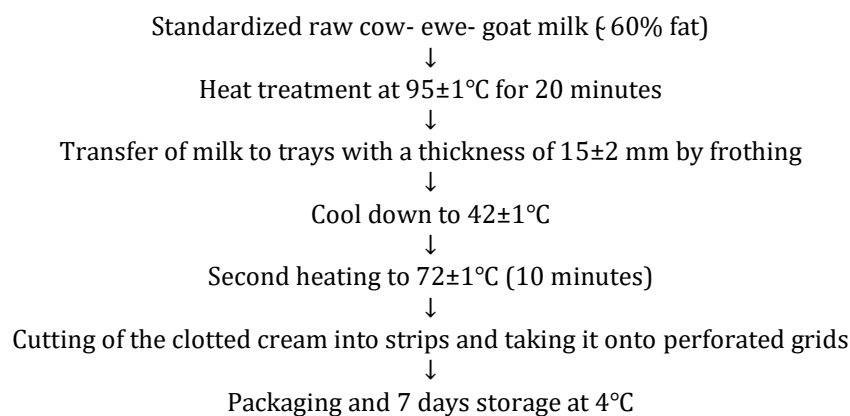 Standardized raw cow- ewe- goat milk (~60% fat)
↓
Heat treatment at 95±1°C for 20 minutes
↓
Transfer of milk to trays with a thickness of 15±2 mm by frothing
↓
Cool down to 42±1°C
↓
Second heating to 72±1°C (10 minutes)
↓
Cutting of the clotted cream into strips and taking it onto perforated grids
↓
Packaging and 7 days storage at 4°C